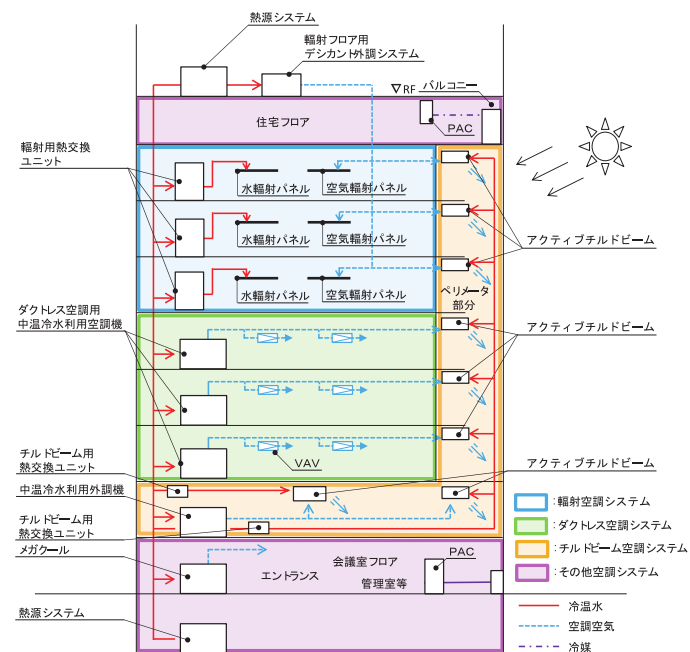 熱源システム
輻射フロア用
デシカント外調システム
▽RF
バルコニー
住宅フロア
PAC
輻射用熱交換
ユニット
水輻射パネル
空気輻射パネル
水輻射パネル
空気輻射パネル
アクティブチルドビーム
水輻射パネル
空気輻射パネル
ペリメータ
部分
ダクトレス空調用
中温冷水利用空調機
アクティブチルドビーム
チルドビーム用
熱交換ユニット
VAV
アクティブチルドビーム
中温冷水利用外調機
チルドビーム用
熱交換ユニット
メガクール
エントランス
会議室フロア
管理室等
PAC
熱源システム
:輻射空調システム
:ダクトレス空調システム
:チルドビーム空調システム
:その他空調システム
冷温水
空調空気
冷媒